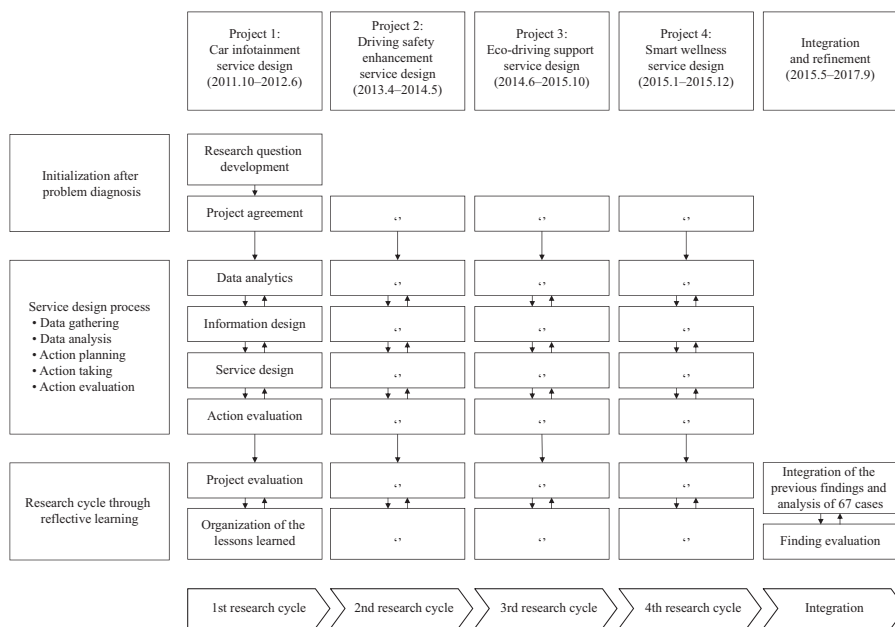 Project 1:
Car infotainment
service design
(2011.10–2012.6)
Project 2:
Driving safety
enhancement
service design
(2013.4–2014.5)
Project 3:
Eco-driving support
service design
(2014.6–2015.10)
Project 4:
Smart wellness
service design
(2015.1–2015.12)
Integration
and refinement
(2015.5–2017.9)
Initialization after
problem diagnosis
Research question
development
Project agreement
‘’
‘’
‘’
Service design process
• Data gathering
• Data analysis
• Action planning
• Action taking
• Action evaluation
Data analytics
‘’
‘’
‘’
Information design
‘’
‘’
‘’
Service design
‘’
‘’
‘’
Action evaluation
‘’
‘’
‘’
Research cycle through
reflective learning
Project evaluation
‘’
‘’
‘’
Integration of the
previous findings and
analysis of 67 cases
Organization of the
lessons learned
‘’
‘’
‘’
Finding evaluation
1st research cycle
2nd research cycle
3rd research cycle
4th research cycle
Integration